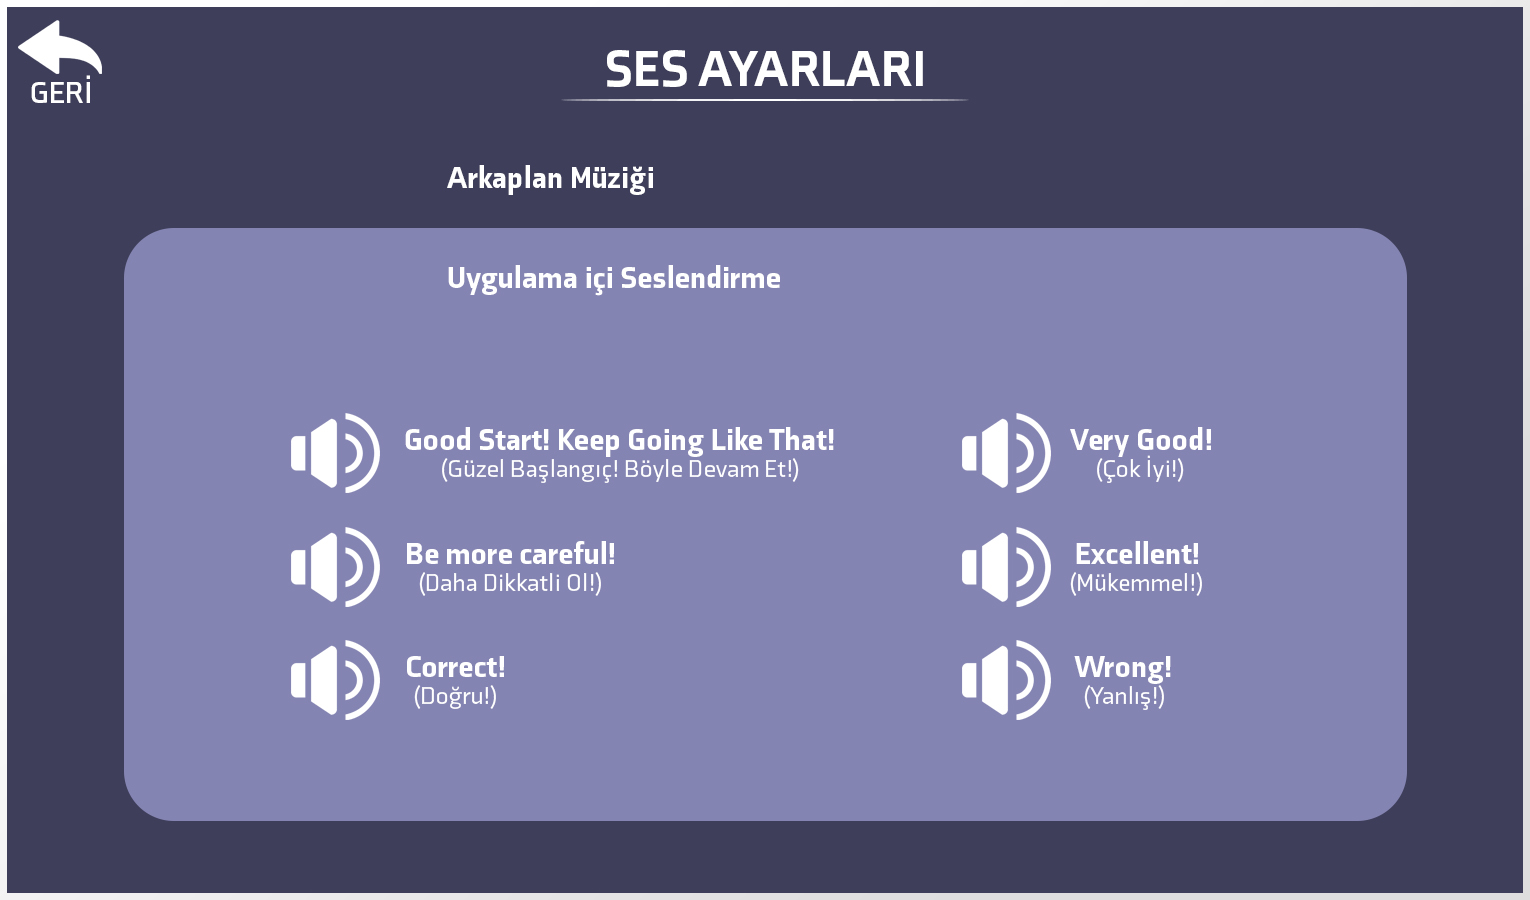 GERİ
SES AYARLARI
Arkaplan Müziği
Uygulama içi Seslendirme
Good Start! Keep Going Like That!
(Güzel Başlangıç! Böyle Devam Et!)
Very Good!
(Çok İyi!)
Be more careful!
(Daha Dikkatli Ol!)
Excellent!
(Mükemmel!)
Correct!
(Doğru!)
Wrong!
(Yanlış!)